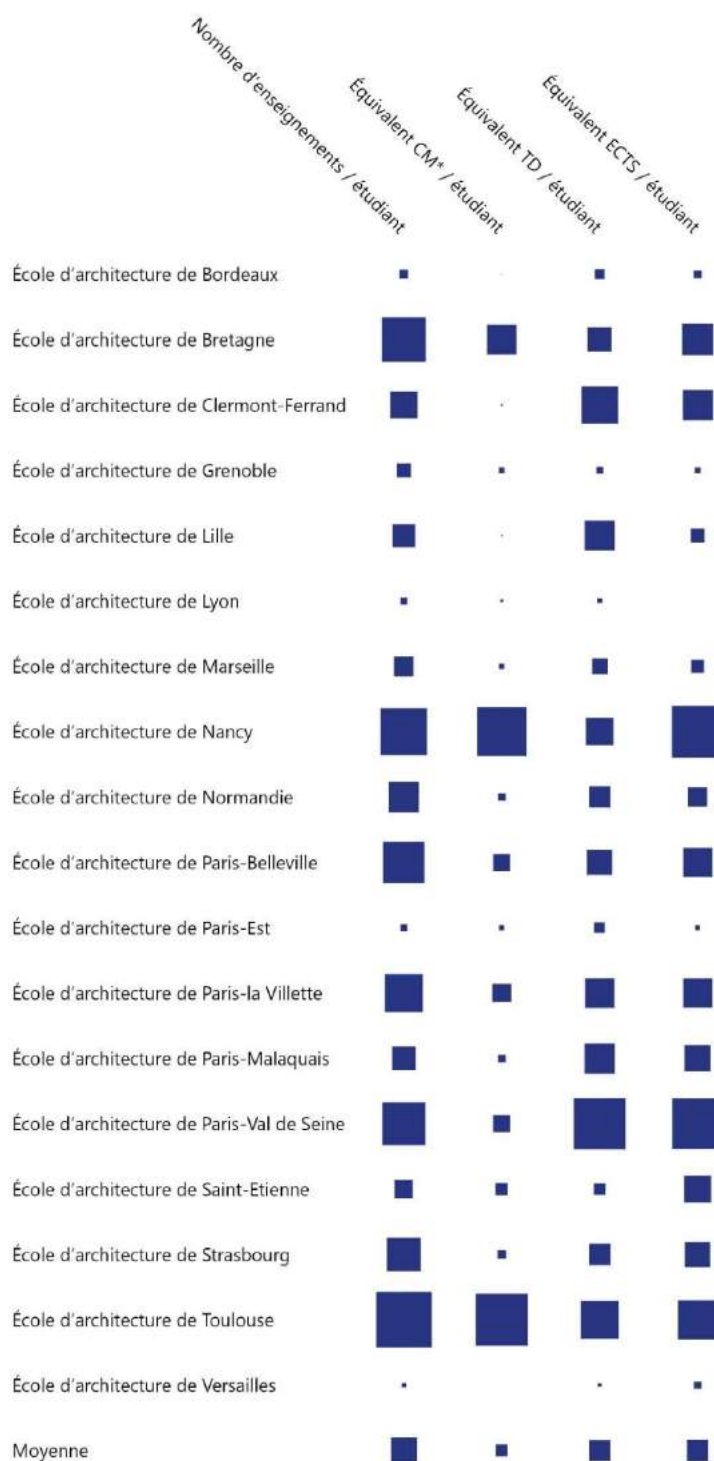 Nombre d'enseignements / étudiant
Équivalent CM* / étudiant
Équivalent TD / étudiant
Équivalent ECTS / étudiant
École d'architecture de Bordeaux
École d'architecture de Bretagne
École d'architecture de Clermont-Ferrand
École d'architecture de Grenoble
École d'architecture de Lille
École d'architecture de Lyon
École d'architecture de Marseille
École d'architecture de Nancy
École d'architecture de Normandie
École d'architecture de Paris-Belleville
École d'architecture de Paris-Est
École d'architecture de Paris-la Villette
École d'architecture de Paris-Malaquais
École d'architecture de Paris-Val de Seine
École d'architecture de Saint-Etienne
École d'architecture de Strasbourg
École d'architecture de Toulouse
École d'architecture de Versailles
Moyenne